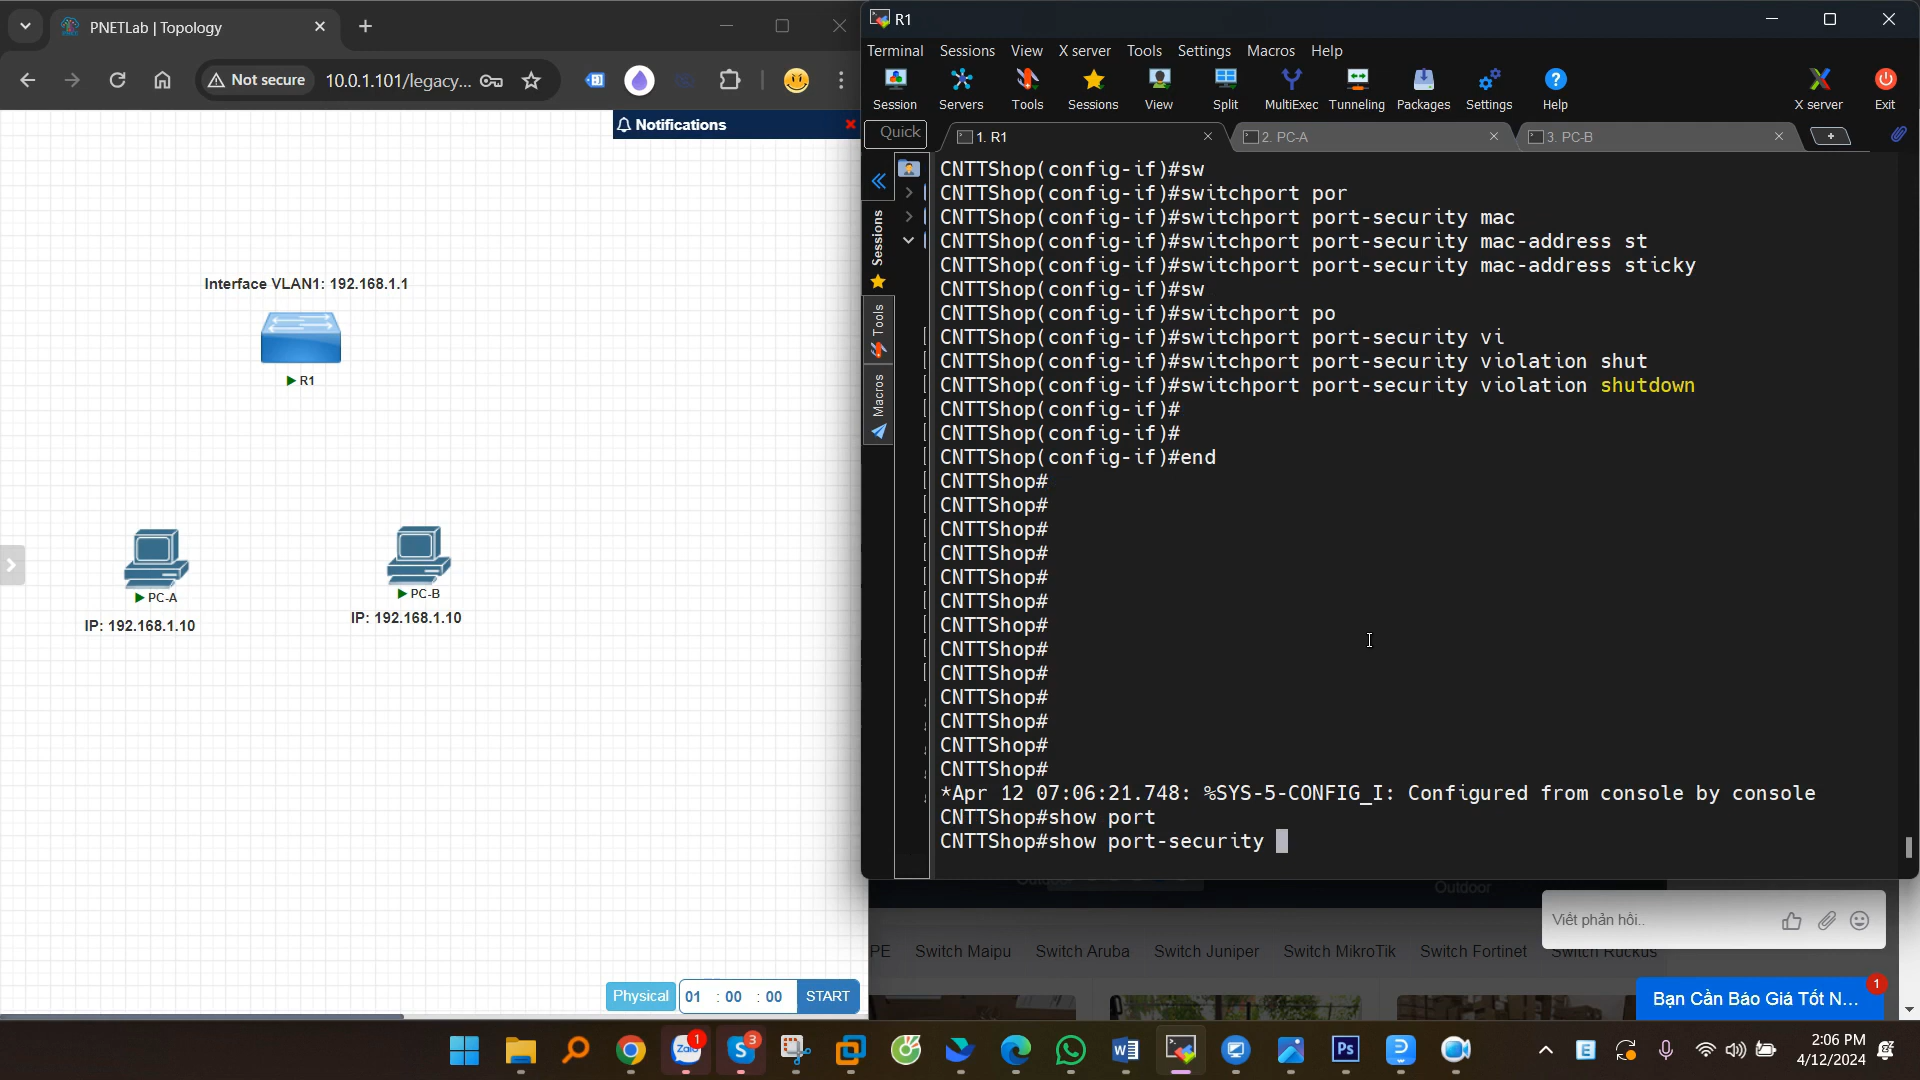 PNETLab | Topology
Not secure
10.0.1.101/legacy...
Notifications
Interface VLAN1: 192.168.1.1
R1
PC-A
IP: 192.168.1.10
PC-B
IP: 192.168.1.10
Physical
01 : 00 : 00
START
R1
Terminal Sessions View X server Tools Settings Macros Help
Session Servers Tools Sessions View Split MultiExec Tunneling Packages Settings Help X server Exit
Quick
1. R1
2. PC-A
3. PC-B
Sessions
Tools
Macros
CNTTShop(config-if)#sw
CNTTShop(config-if)#switchport por
CNTTShop(config-if)#switchport port-security mac
CNTTShop(config-if)#switchport port-security mac-address st
CNTTShop(config-if)#switchport port-security mac-address sticky
CNTTShop(config-if)#sw
CNTTShop(config-if)#switchport po
CNTTShop(config-if)#switchport port-security vi
CNTTShop(config-if)#switchport port-security violation shut
CNTTShop(config-if)#switchport port-security violation shutdown
CNTTShop(config-if)#
CNTTShop(config-if)#
CNTTShop(config-if)#end
CNTTShop#
CNTTShop#
CNTTShop#
CNTTShop#
CNTTShop#
CNTTShop#
CNTTShop#
CNTTShop#
CNTTShop#
CNTTShop#
CNTTShop#
CNTTShop#
CNTTShop#
*Apr 12 07:06:21.748: %SYS-5-CONFIG_I: Configured from console by console
CNTTShop#show port
CNTTShop#show port-security
Outdoor
Viết phản hồi..
PE Switch Maipu Switch Aruba Switch Juniper Switch MikroTik Switch Fortinet Switch Ruckus
Bạn Cần Báo Giá Tốt N...
1
Zalo
1
3
Ps
E
2:06 PM
4/12/2024